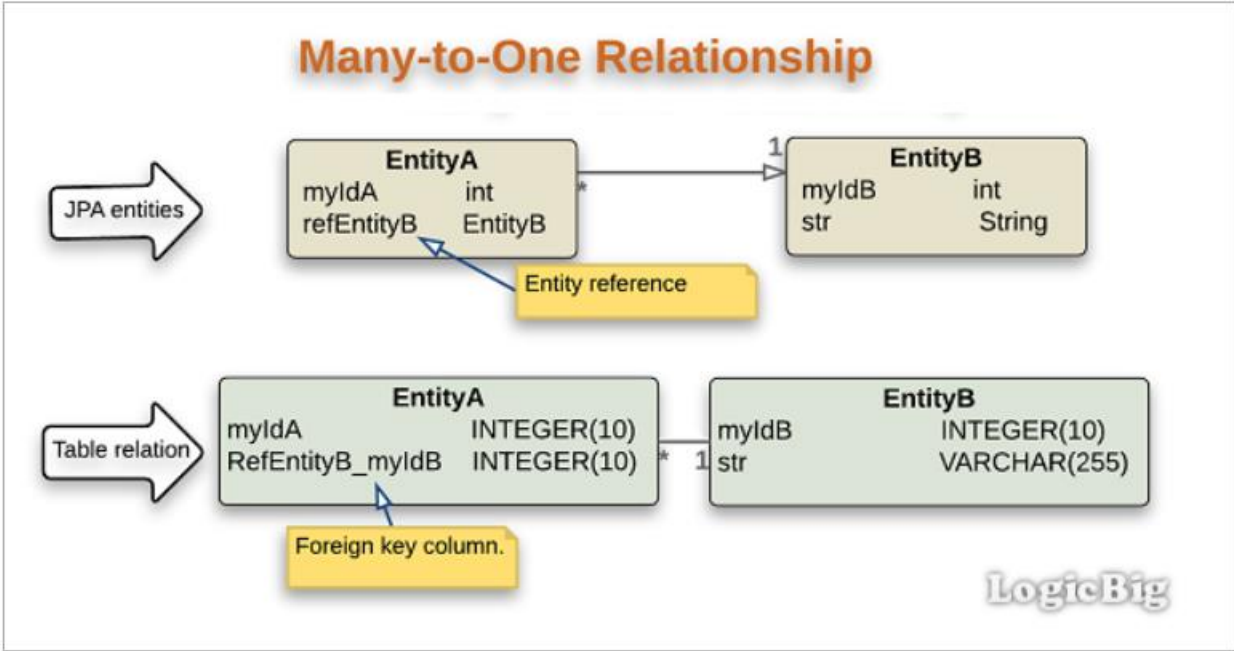 Many-to-One Relationship
JPA entities
EntityA
myIdA int
refEntityB EntityB
*
1
EntityB
myIdB int
str String
Entity reference
Table relation
EntityA
myIdA INTEGER(10)
RefEntityB_myIdB INTEGER(10)
*
1
EntityB
myIdB INTEGER(10)
str VARCHAR(255)
Foreign key column.
LogicBig